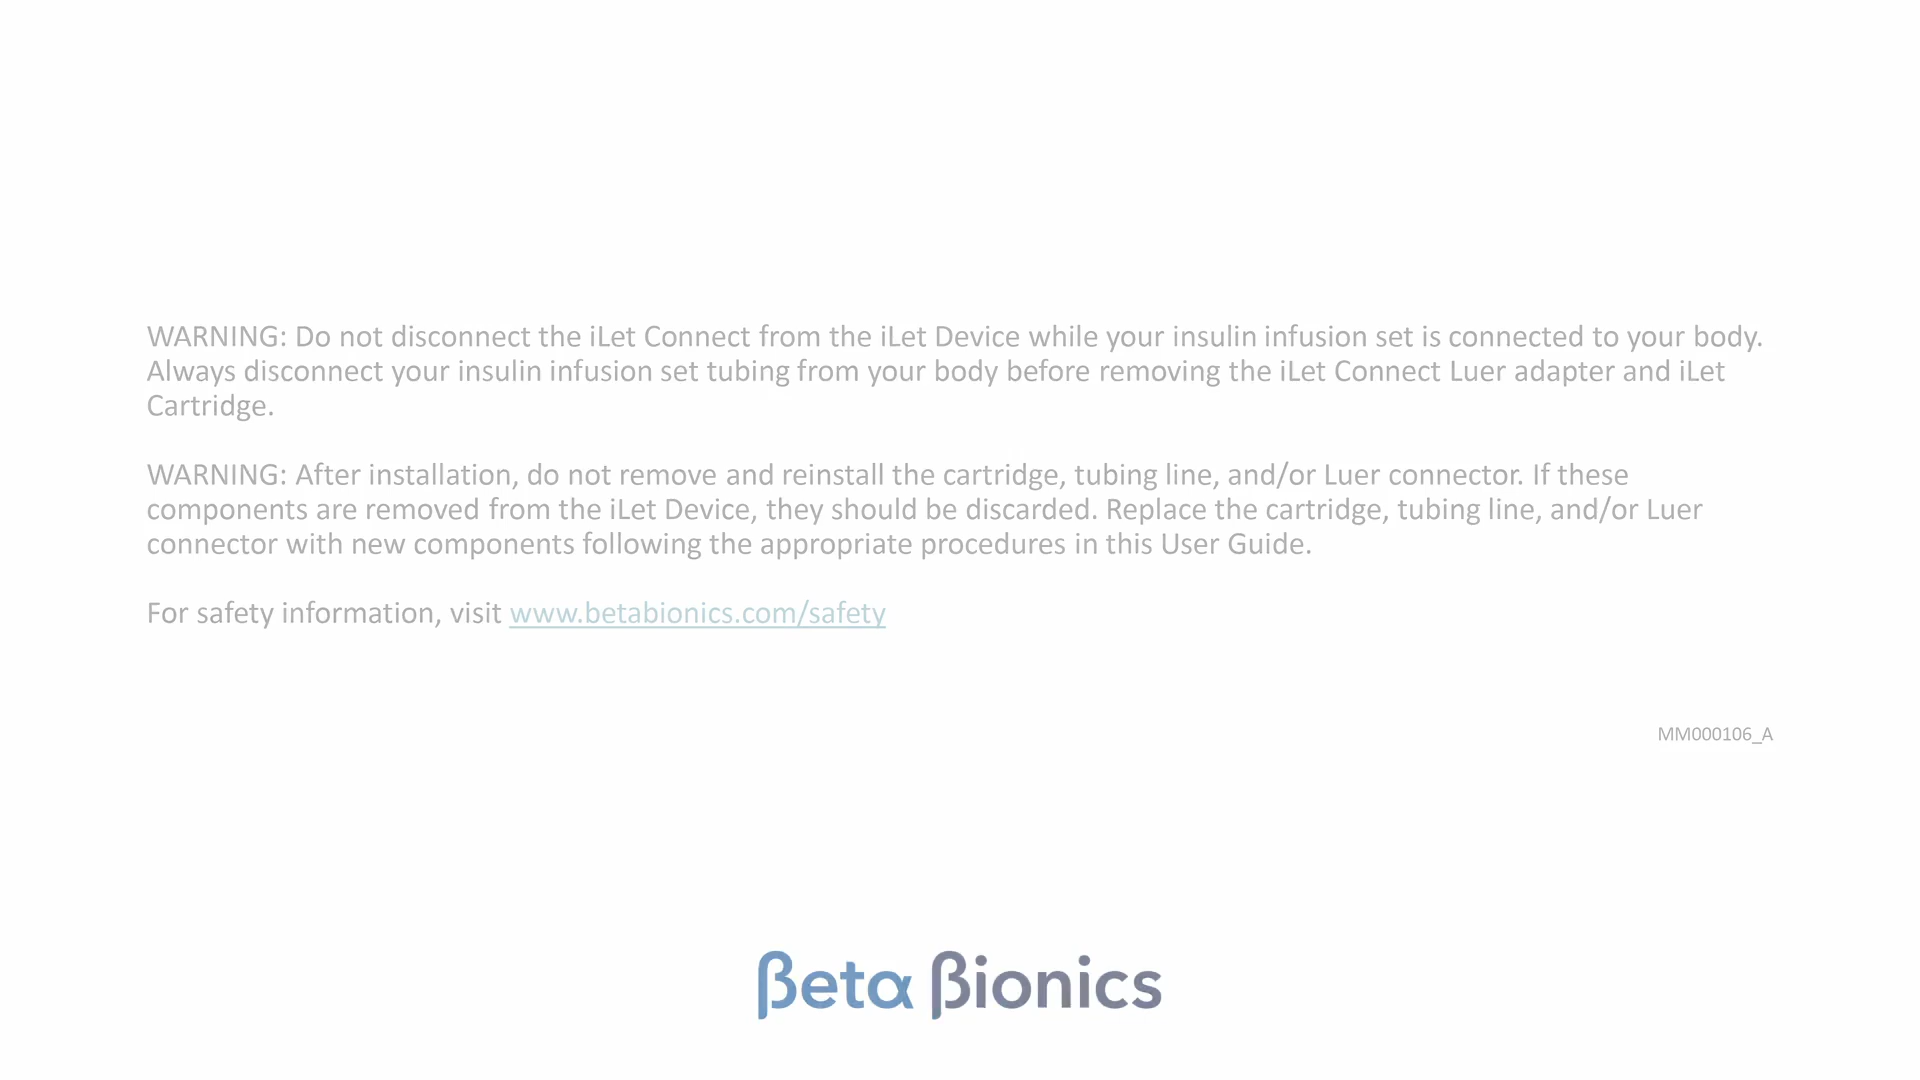 WARNING: Do not disconnect the iLet Connect from the iLet Device while your insulin infusion set is connected to your body.
Always disconnect your insulin infusion set tubing from your body before removing the iLet Connect Luer adapter and iLet
Cartridge.
WARNING: After installation, do not remove and reinstall the cartridge, tubing line, and/or Luer connector. If these
components are removed from the iLet Device, they should be discarded. Replace the cartridge, tubing line, and/or Luer
connector with new components following the appropriate procedures in this User Guide.
For safety information, visit www.betabionics.com/safety
MM000106_A
βetα βionics